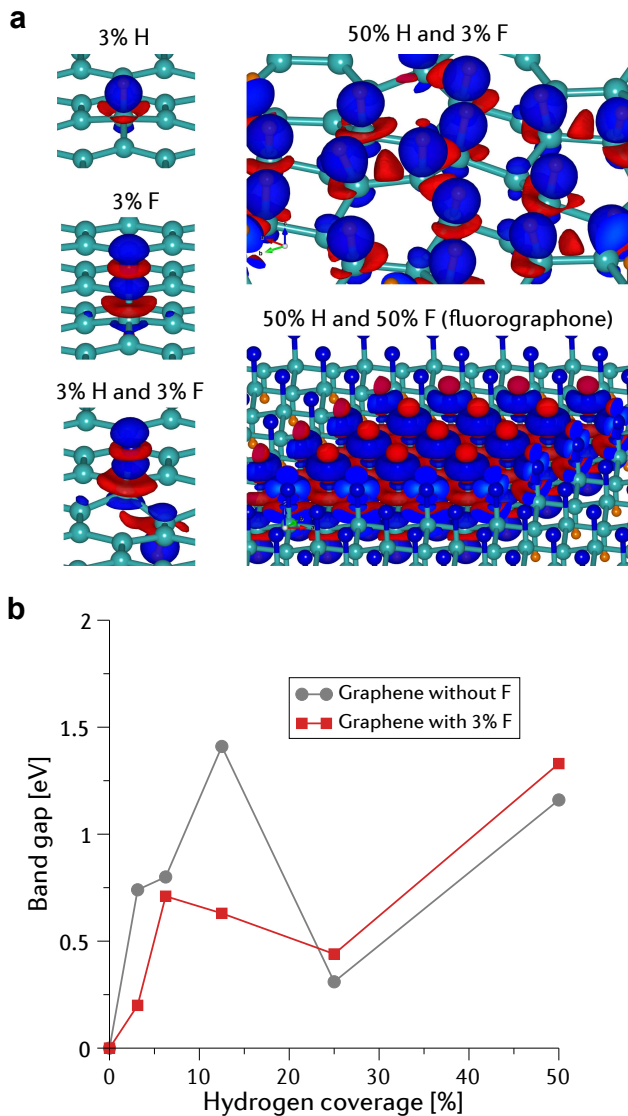 a
3% H
50% H and 3% F
3% F
50% H and 50% F (fluorographone)
3% H and 3% F
b
2
1.5
1
0.5
0
Band gap [eV]
Graphene without F
Graphene with 3% F
0 10 20 30 40 50
Hydrogen coverage [%]